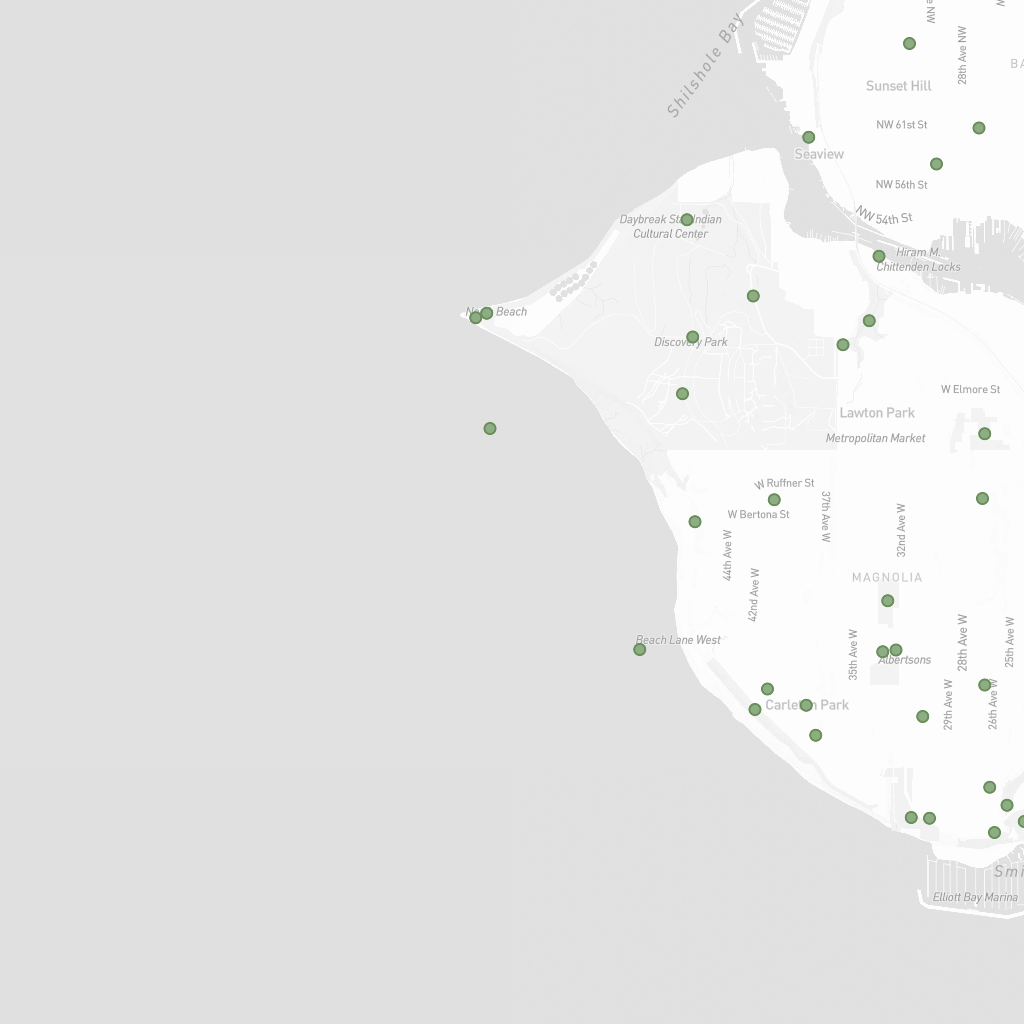 Shilshole Bay
28th Ave NW
Sunset Hill
NW 61st St
Seaview
NW 56th St
NW 54th St
Cultural Center
Hiram M.
Chittenden Locks
Beach
Discovery Park
W Elmore St
Lawton Park
Metropolitan Market
W Ruffner St
W Bertona St
37th Ave W
32nd Ave W
44th Ave W
42nd Ave W
MAGNOLIA
Beach Lane West
35th Ave W
Albertsons
28th Ave W
25th Ave W
29th Ave W
26th Ave W
Carleton Park
Smi
Elliott Bay Marina